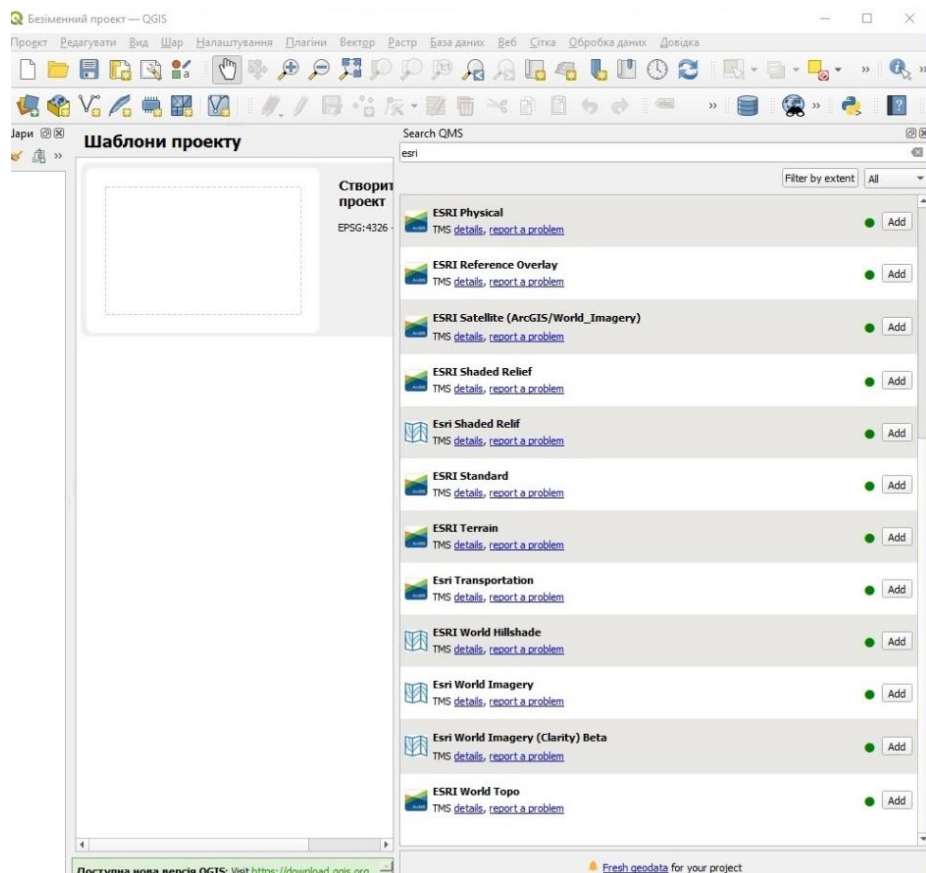 Безіменний проект — QGIS
Проект Редагувати Вид Шар Налаштування Плагіни Вектор Растр База даних Веб Сітка Обробка даних Довідка
Шари
Шаблони проекту
Створит
проект
EPSG:4326 -
Search QMS
esri
Filter by extent All
ESRI Physical
TMS details, report a problem
Add
ESRI Reference Overlay
TMS details, report a problem
Add
ESRI Satellite (ArcGIS/World_Imagery)
TMS details, report a problem
Add
ESRI Shaded Relief
TMS details, report a problem
Add
Esri Shaded Relif
TMS details, report a problem
Add
ESRI Standard
TMS details, report a problem
Add
ESRI Terrain
TMS details, report a problem
Add
Esri Transportation
TMS details, report a problem
Add
ESRI World Hillshade
TMS details, report a problem
Add
Esri World Imagery
TMS details, report a problem
Add
Esri World Imagery (Clarity) Beta
TMS details, report a problem
Add
ESRI World Topo
TMS details, report a problem
Add
Доступна нова версія QGIS: Visit https://download.qgis.org
Fresh geodata for your project